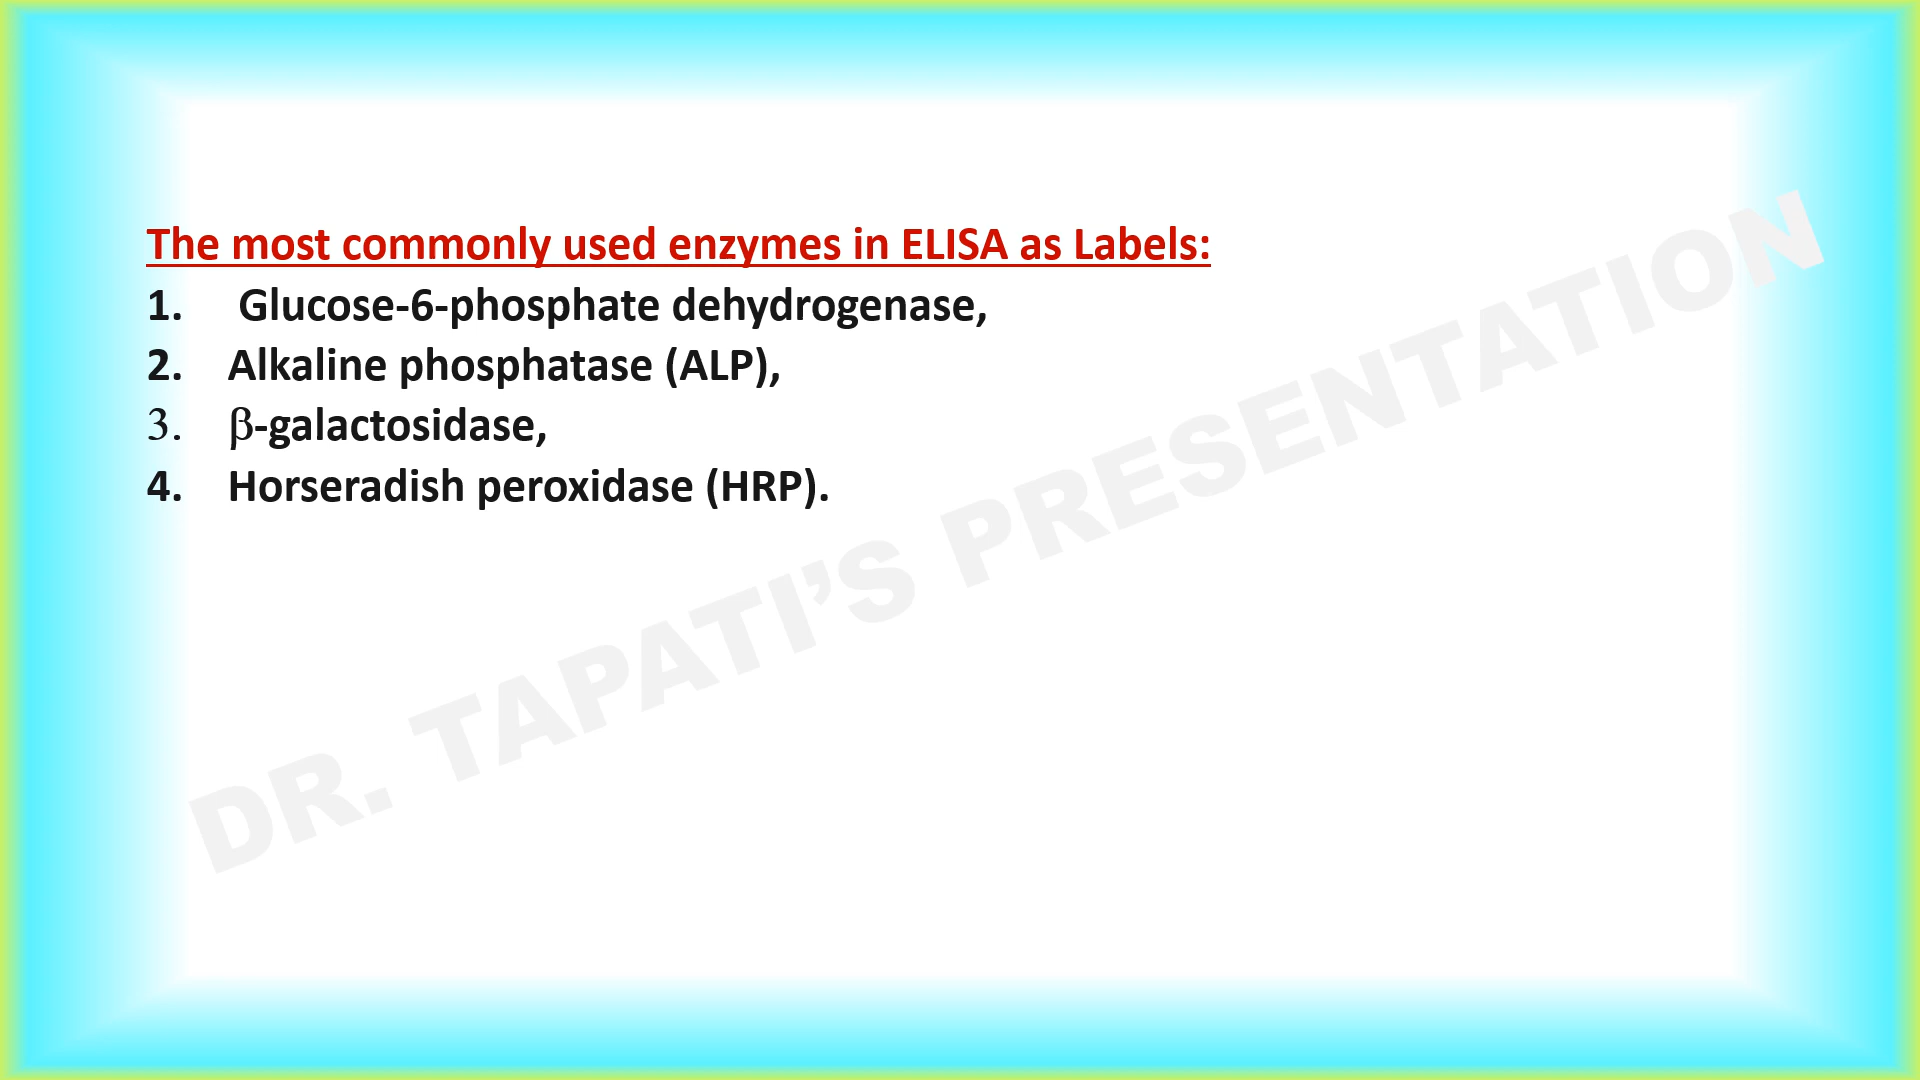 The most commonly used enzymes in ELISA as Labels:
1. Glucose-6-phosphate dehydrogenase,
2. Alkaline phosphatase (ALP),
3. β-galactosidase,
4. Horseradish peroxidase (HRP).
DR. TAPATI’S PRESENTATION